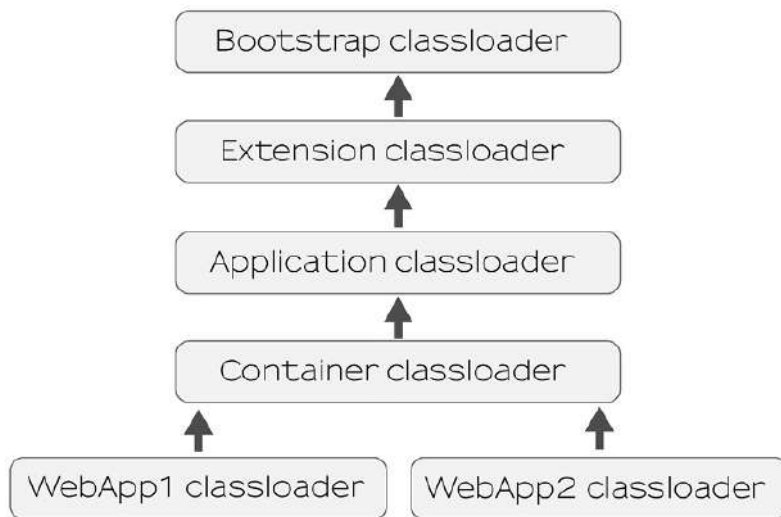 Bootstrap classloader
Extension classloader
Application classloader
Container classloader
WebApp1 classloader
WebApp2 classloader